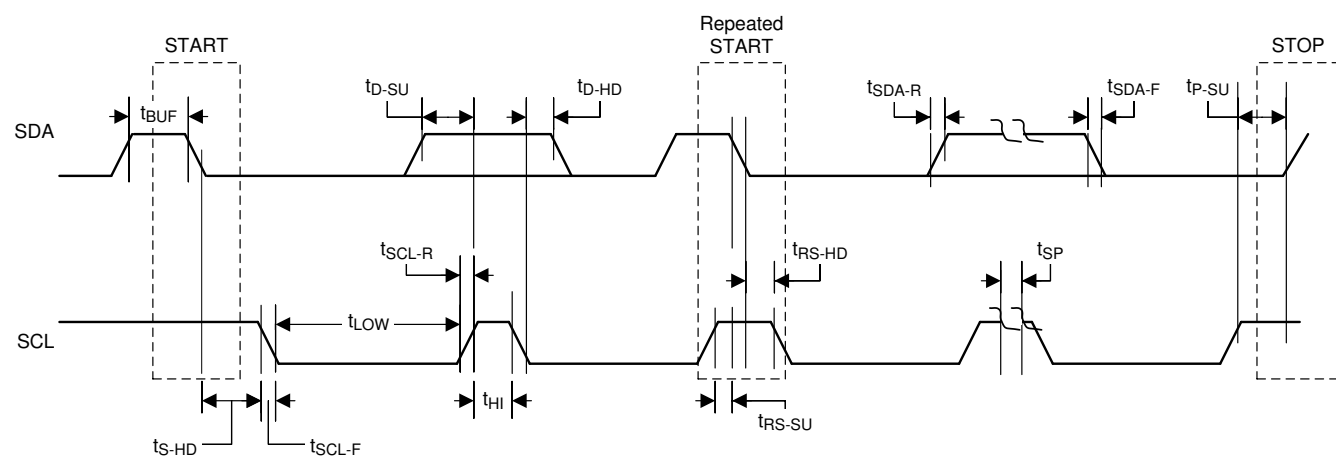 START
Repeated
START
STOP
tD-SU
tD-HD
tSDA-R
tSDA-F
tP-SU
tBUF
SDA
tSCL-R
tRS-HD
tSP
tLOW
SCL
tHI
tRS-SU
tS-HD
tSCL-F